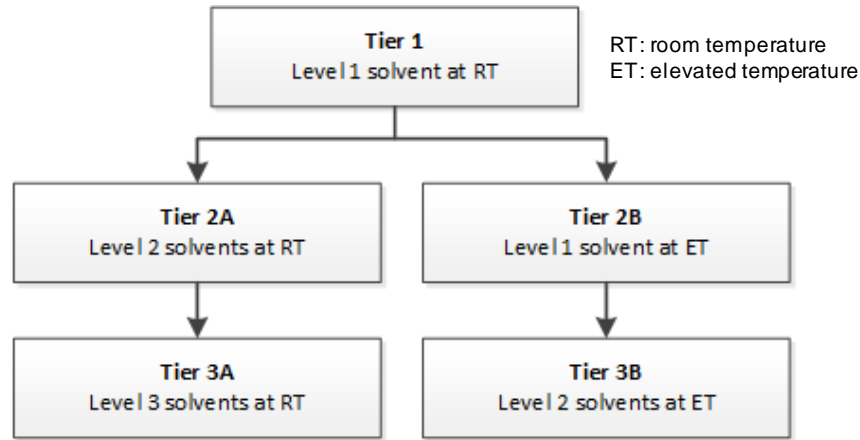 Tier 1
Level 1 solvent at RT
RT: room temperature
ET: elevated temperature
Tier 2A
Level 2 solvents at RT
Tier 2B
Level 1 solvent at ET
Tier 3A
Level 3 solvents at RT
Tier 3B
Level 2 solvents at ET